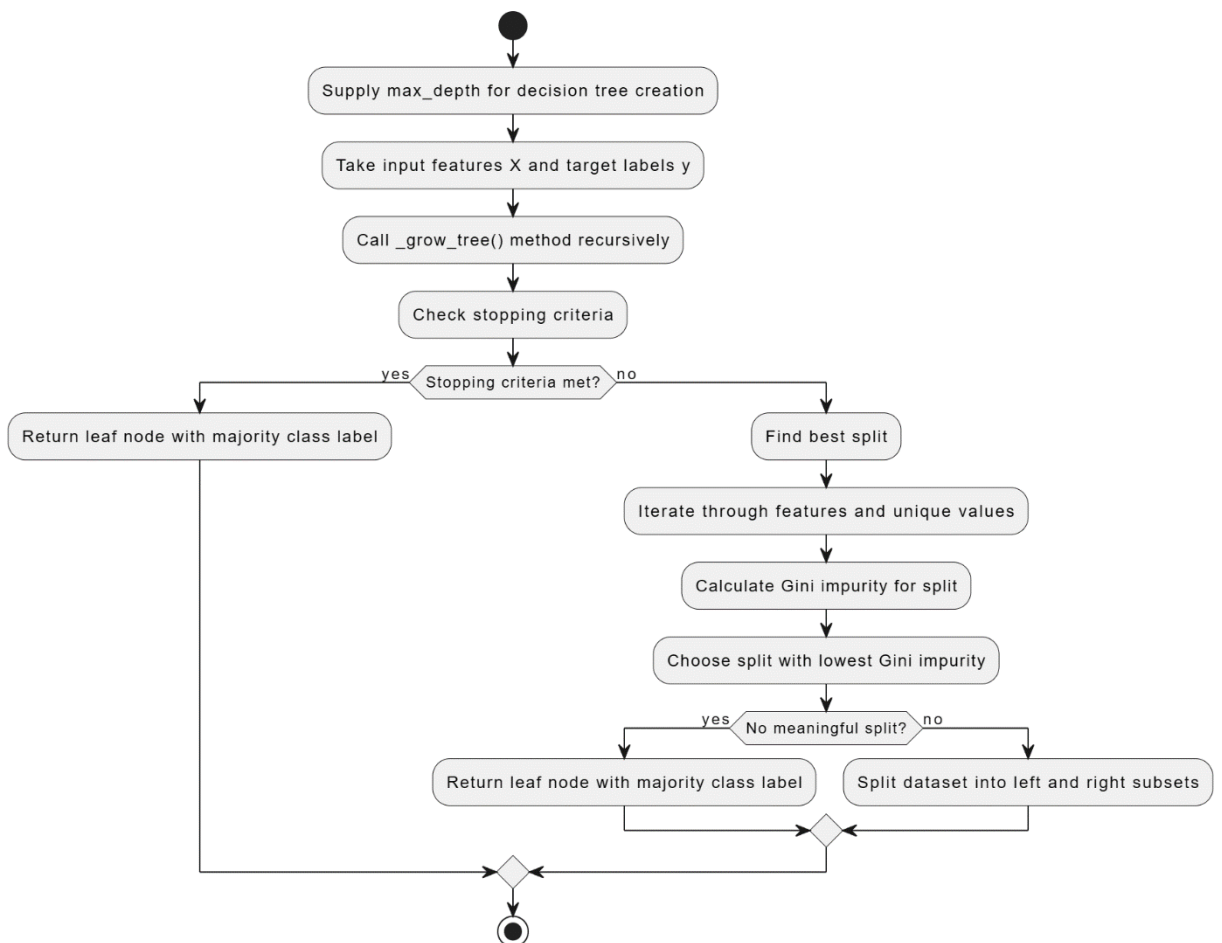 Supply max_depth for decision tree creation
Take input features X and target labels y
Call _grow_tree() method recursively
Check stopping criteria
yes
Stopping criteria met?
no
Return leaf node with majority class label
Find best split
Iterate through features and unique values
Calculate Gini impurity for split
Choose split with lowest Gini impurity
yes
No meaningful split?
no
Return leaf node with majority class label
Split dataset into left and right subsets